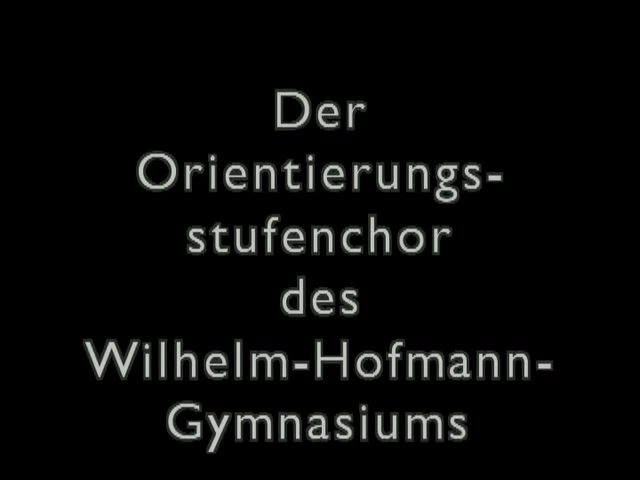 Der
Orientierungs-
stufenchor
des
Wilhelm-Hofmann-
Gymnasiums